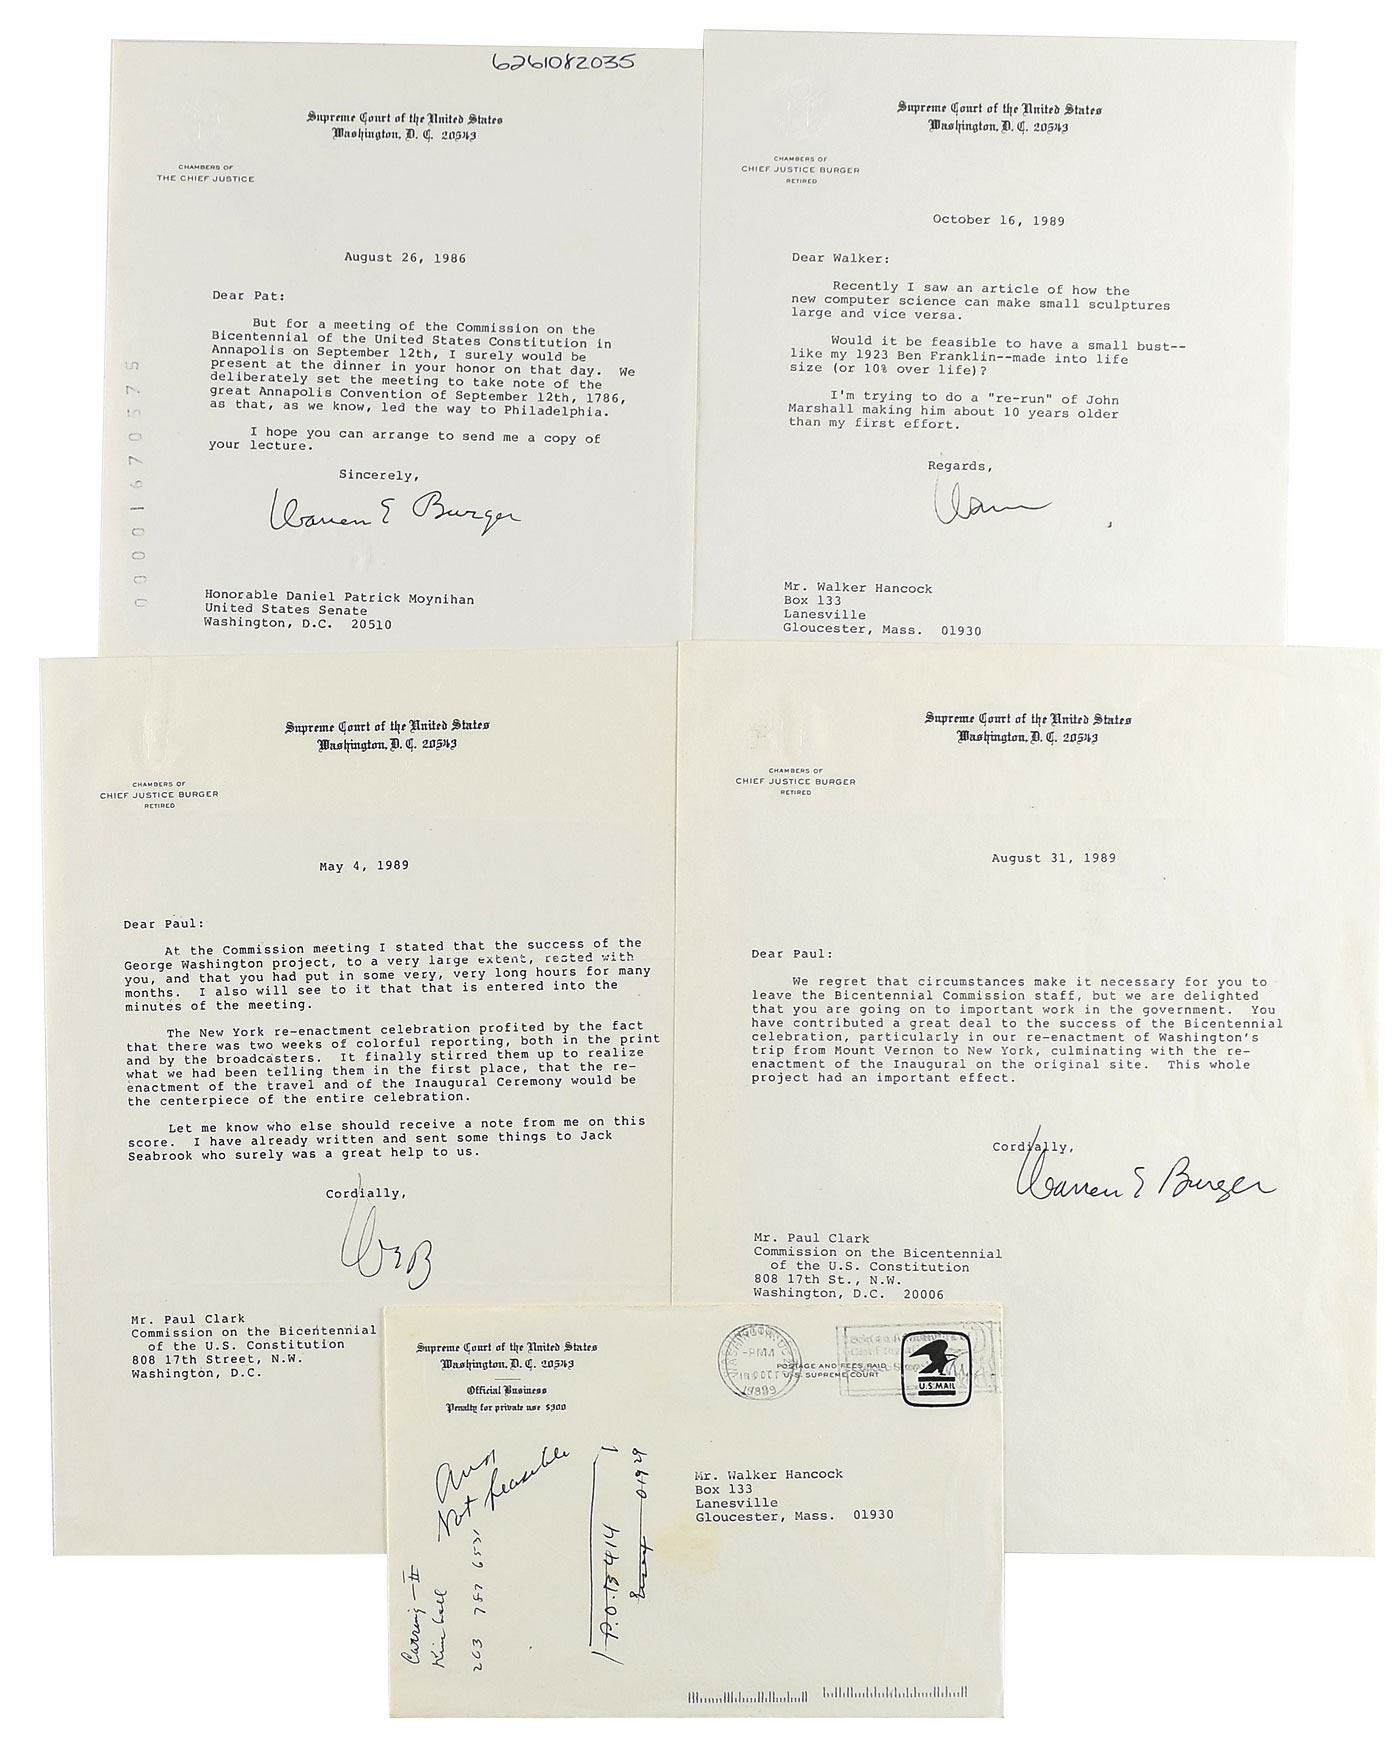 6261082035
Supreme Court of the United States
Washington, D. C. 20543
CHAMBERS OF
THE CHIEF JUSTICE
August 26, 1986
Dear Pat:
But for a meeting of the Commission on the
Bicentennial of the United States Constitution in
Annapolis on September 12th, I surely would be
present at the dinner in your honor on that day. We
deliberately set the meeting to take note of the
great Annapolis Convention of September 12th, 1786,
as that, as we know, led the way to Philadelphia.
I hope you can arrange to send me a copy of
your lecture.
Sincerely,
Warren E Burger
Honorable Daniel Patrick Moynihan
United States Senate
Washington, D.C. 20510
0000167050575
Supreme Court of the United States
Washington, D. C. 20543
CHAMBERS OF
CHIEF JUSTICE BURGER
RETIRED
October 16, 1989
Dear Walker:
Recently I saw an article of how the
new computer science can make small sculptures
large and vice versa.
Would it be feasible to have a small bust--
like my 1923 Ben Franklin--made into life
size (or 10% over life)?
I'm trying to do a "re-run" of John
Marshall making him about 10 years older
than my first effort.
Regards,
Mr. Walker Hancock
Box 133
Lanesville
Gloucester, Mass. 01930
Supreme Court of the United States
Washington, D. C. 20543
CHAMBERS OF
CHIEF JUSTICE BURGER
RETIRED
May 4, 1989
Dear Paul:
At the Commission meeting I stated that the success of the
George Washington project, to a very large extent, rested with
you, and that you had put in some very, very long hours for many
months. I also will see to it that that is entered into the
minutes of the meeting.
The New York re-enactment celebration profited by the fact
that there was two weeks of colorful reporting, both in the print
and by the broadcasters. It finally stirred them up to realize
what we had been telling them in the first place, that the re-
enactment of the travel and of the Inaugural Ceremony would be
the centerpiece of the entire celebration.
Let me know who else should receive a note from me on this
score. I have already written and sent some things to Jack
Seabrook who surely was a great help to us.
Cordially,
WEB
Mr. Paul Clark
Commission on the Bicentennial
of the U.S. Constitution
808 17th Street, N.W.
Washington, D.C.
Supreme Court of the United States
Washington, D. C. 20543
CHAMBERS OF
CHIEF JUSTICE BURGER
RETIRED
August 31, 1989
Dear Paul:
We regret that circumstances make it necessary for you to
leave the Bicentennial Commission staff, but we are delighted
that you are going on to important work in the government. You
have contributed a great deal to the success of the Bicentennial
celebration, particularly in our re-enactment of Washington's
trip from Mount Vernon to New York, culminating with the re-
enactment of the Inaugural on the original site. This whole
project had an important effect.
Cordially,
Warren E Burger
Mr. Paul Clark
Commission on the Bicentennial
of the U.S. Constitution
808 17th St., N.W.
Washington, D.C. 20006
Supreme Court of the United States
Washington, D. C. 20543
Official Business
Penalty for private use $300
WASHINGTON, DC
PM
1989
POSTAGE AND FEES PAID
U.S. SUPREME COURT
U.S.MAIL
Not feasible
Kimball
203 787 6531
Mr. Walker Hancock
Box 133
Lanesville
Gloucester, Mass. 01930